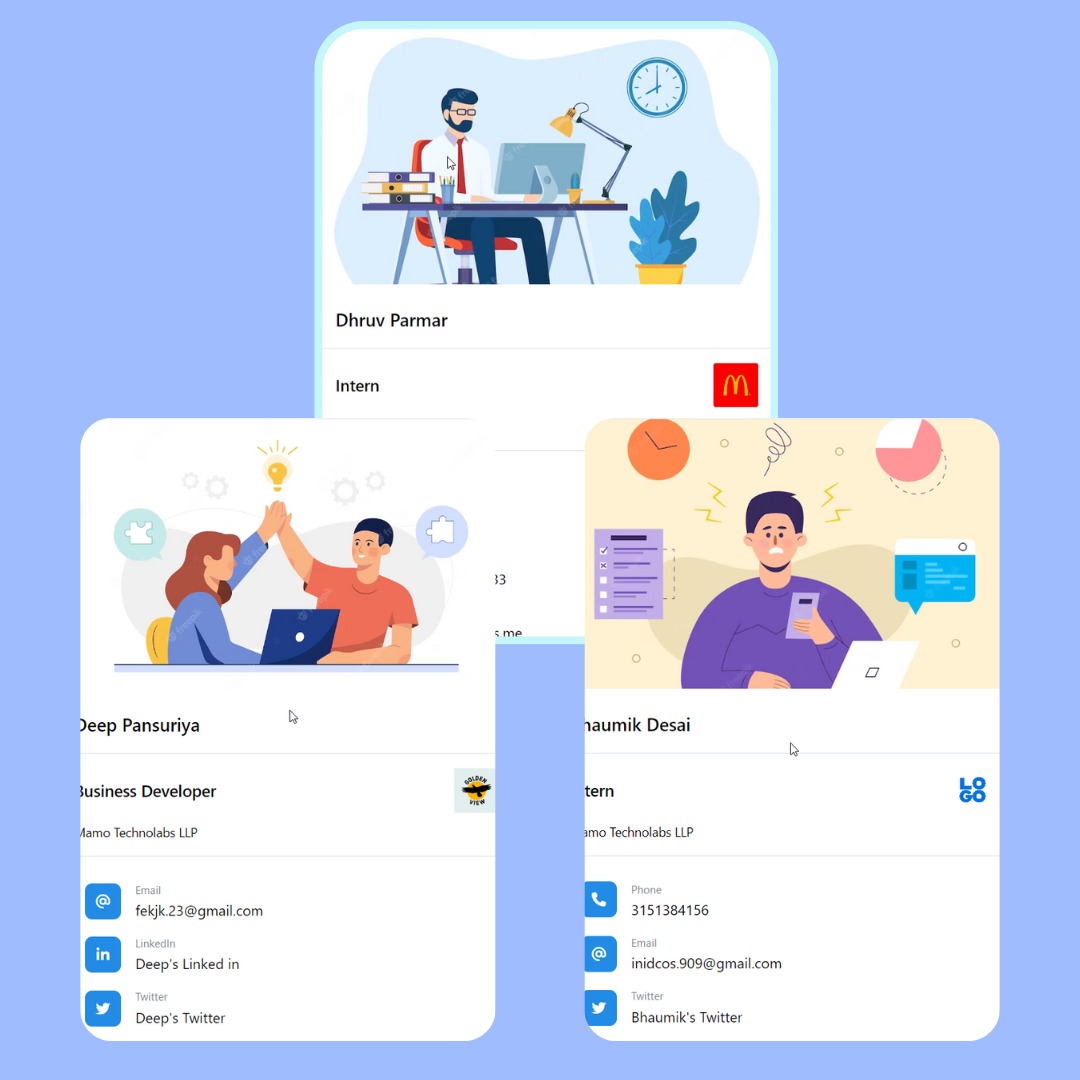 Dhruv Parmar
Intern
33
s.me
Deep Pansuriya
Business Developer
Mamo Technolabs LLP
Email
fekjk.23@gmail.com
LinkedIn
in
Deep's Linked in
Twitter
Deep's Twitter
GOLDEN
VIEW
haumik Desai
tern
LO
GO
amo Technolabs LLP
Phone
3151384156
Email
inidcos.909@gmail.com
Twitter
Bhaumik's Twitter